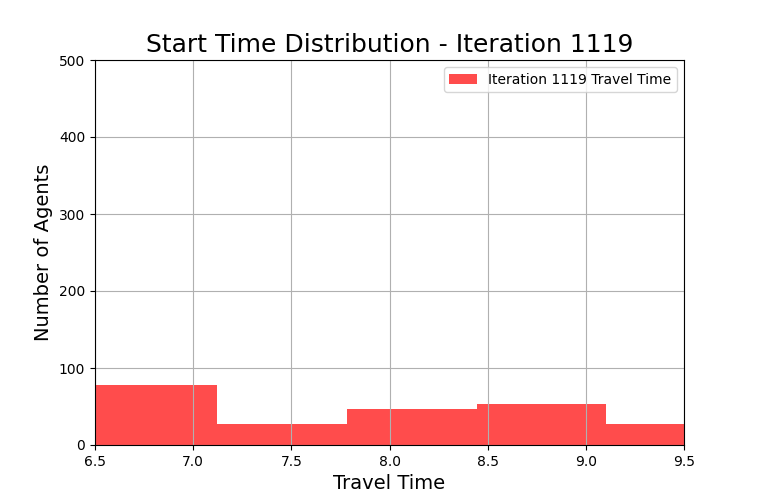 Start Time Distribution - Iteration 1119
Iteration 1119 Travel Time
Number of Agents
500
400
300
200
100
0
6.5 7.0 7.5 8.0 8.5 9.0 9.5
Travel Time